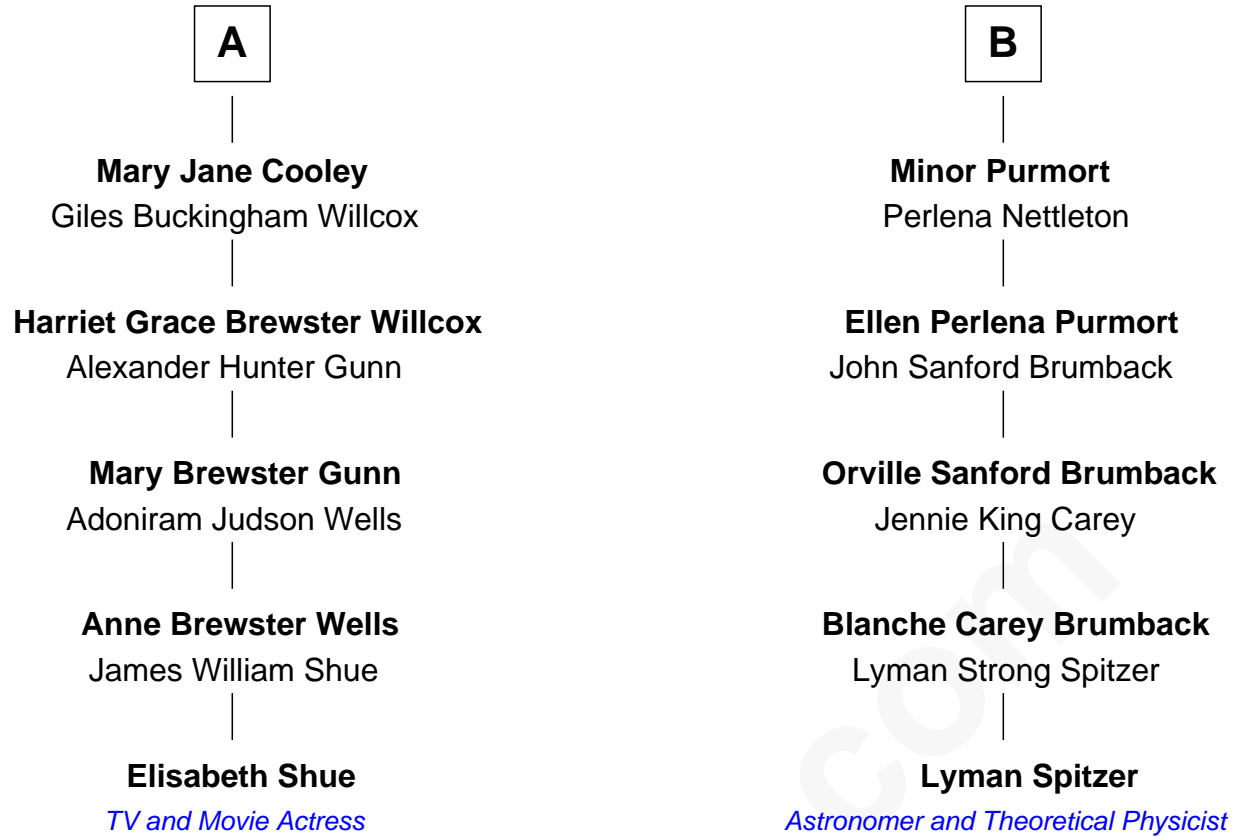 A
Mary Jane Cooley
Giles Buckingham Willcox
Harriet Grace Brewster Willcox
Alexander Hunter Gunn
Mary Brewster Gunn
Adoniram Judson Wells
Anne Brewster Wells
James William Shue
Elisabeth Shue
TV and Movie Actress
B
Minor Purmort
Perlena Nettleton
Ellen Perlena Purmort
John Sanford Brumback
Orville Sanford Brumback
Jennie King Carey
Blanche Carey Brumback
Lyman Strong Spitzer
Lyman Spitzer
Astronomer and Theoretical Physicist
com